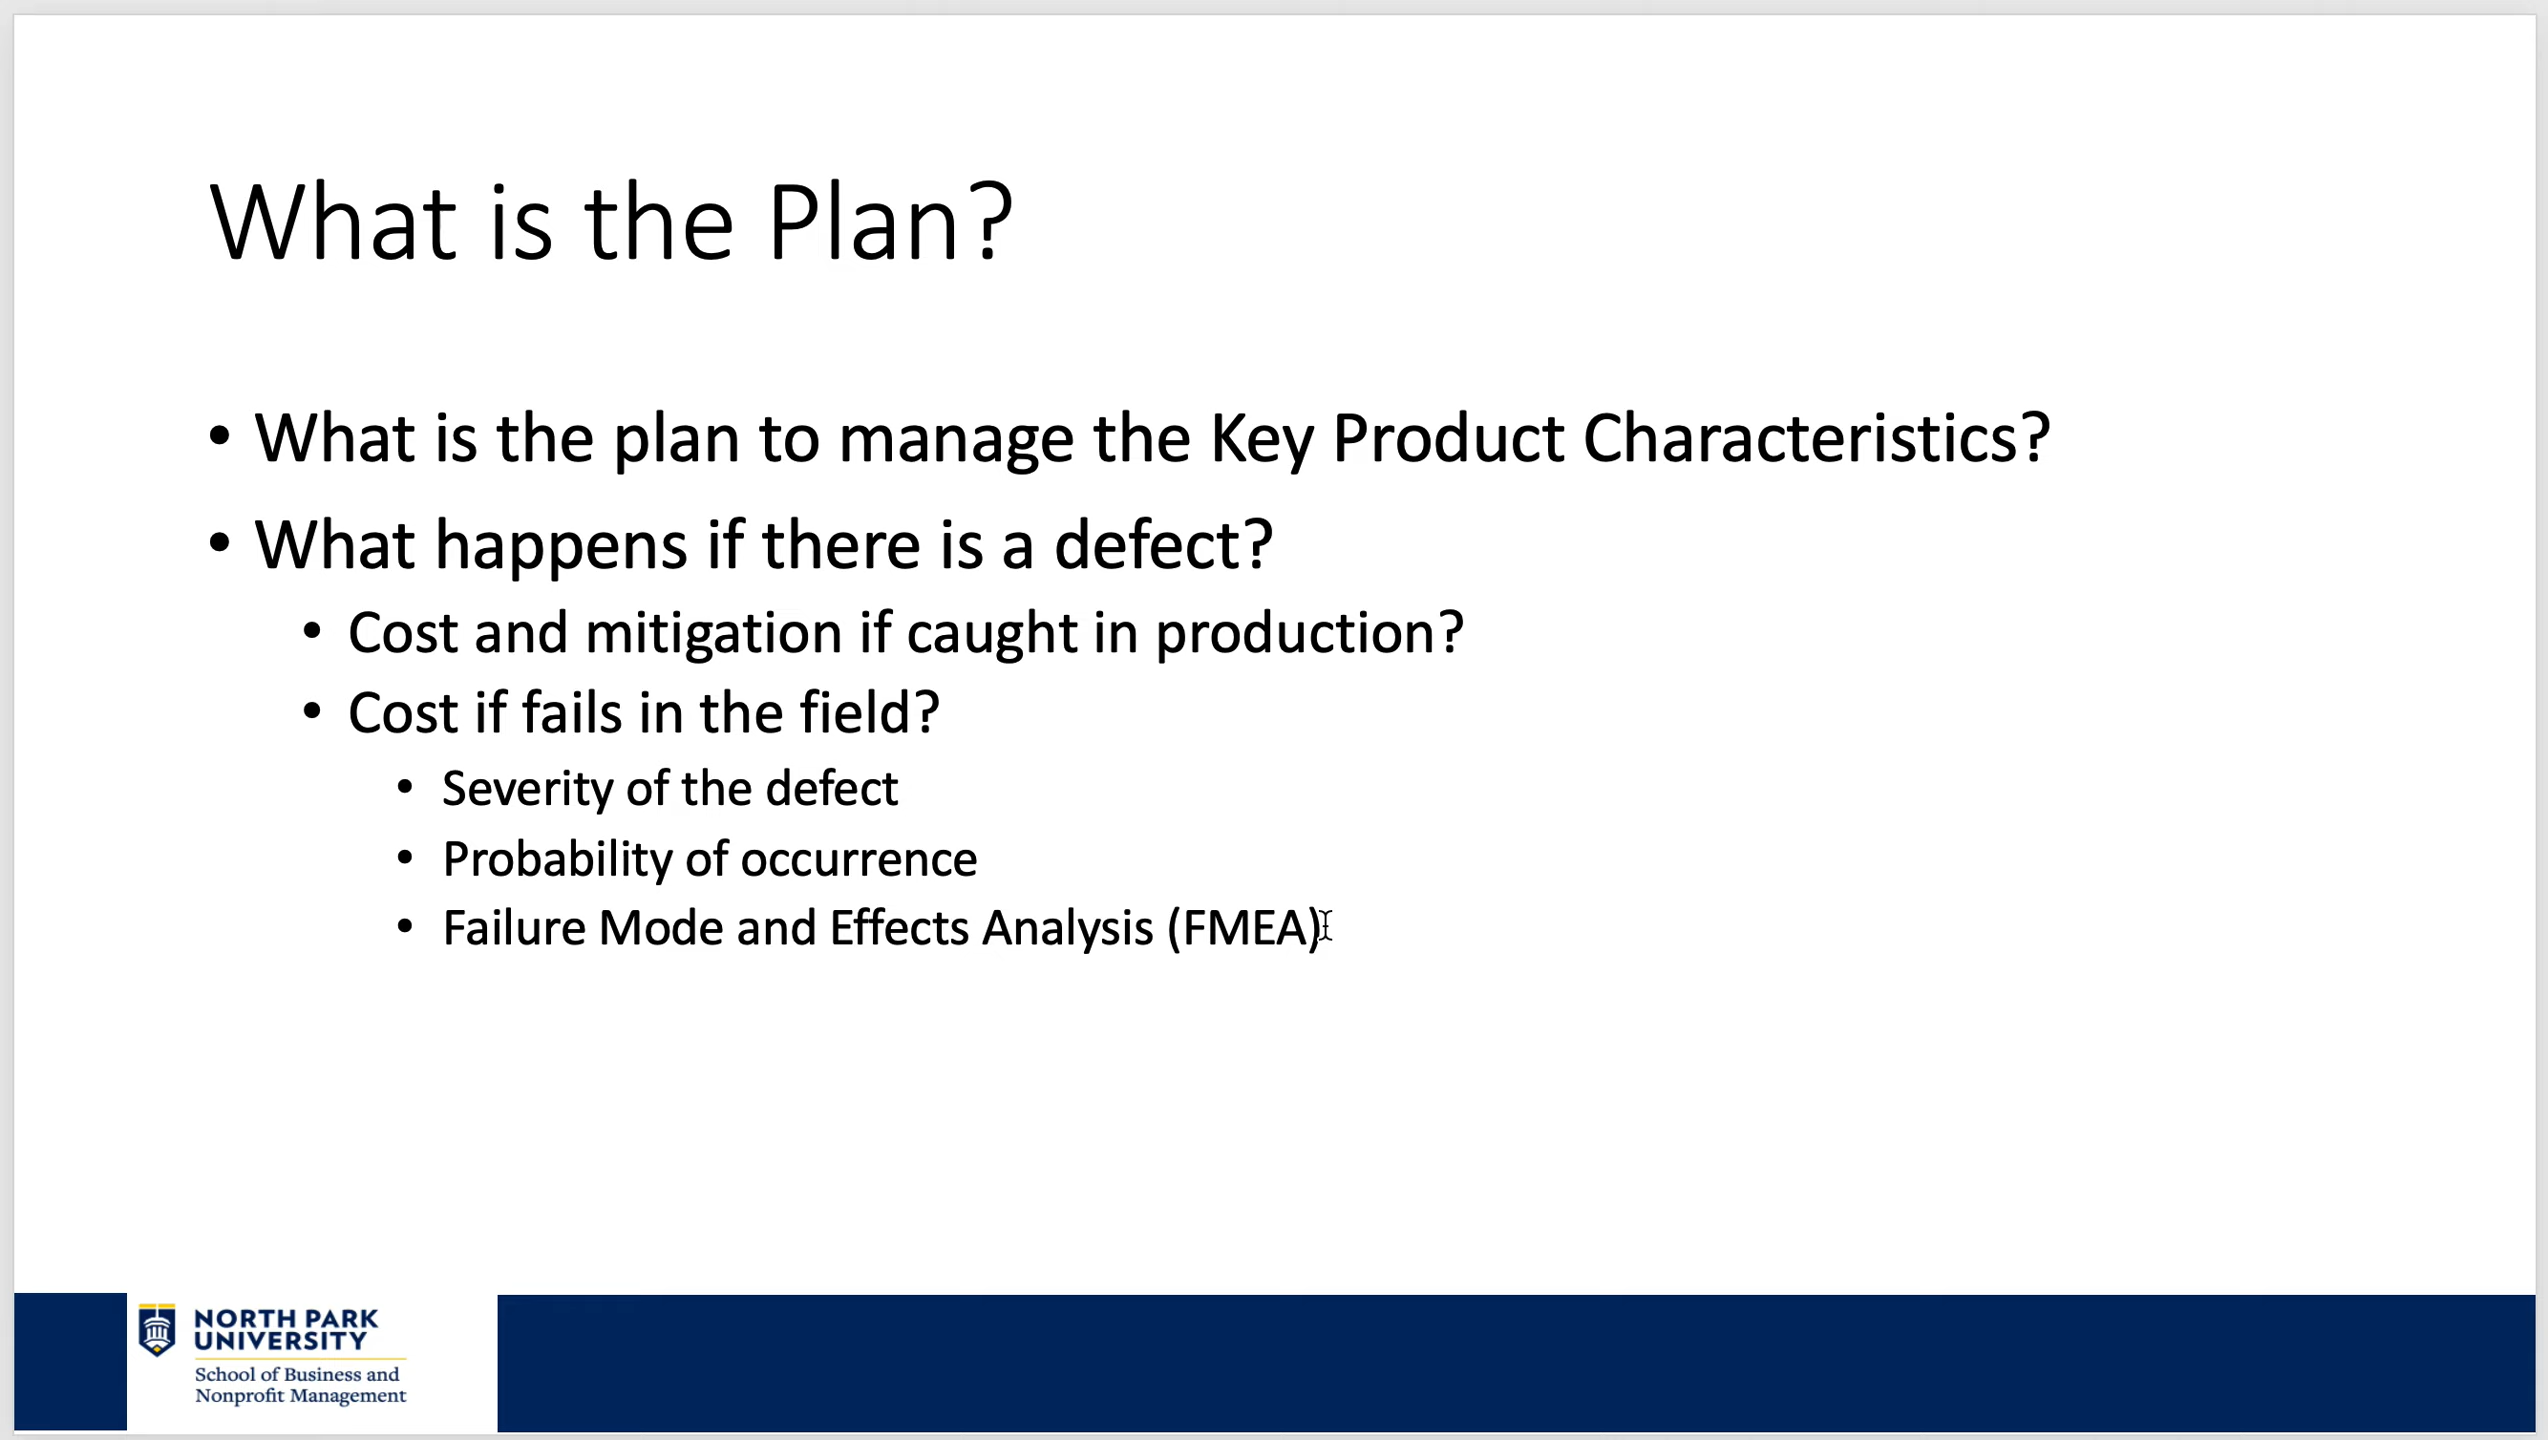 What is the Plan?
• What is the plan to manage the Key Product Characteristics?
• What happens if there is a defect?
• Cost and mitigation if caught in production?
• Cost if fails in the field?
• Severity of the defect
• Probability of occurrence
• Failure Mode and Effects Analysis (FMEA)
NORTH PARK
UNIVERSITY
School of Business and
Nonprofit Management